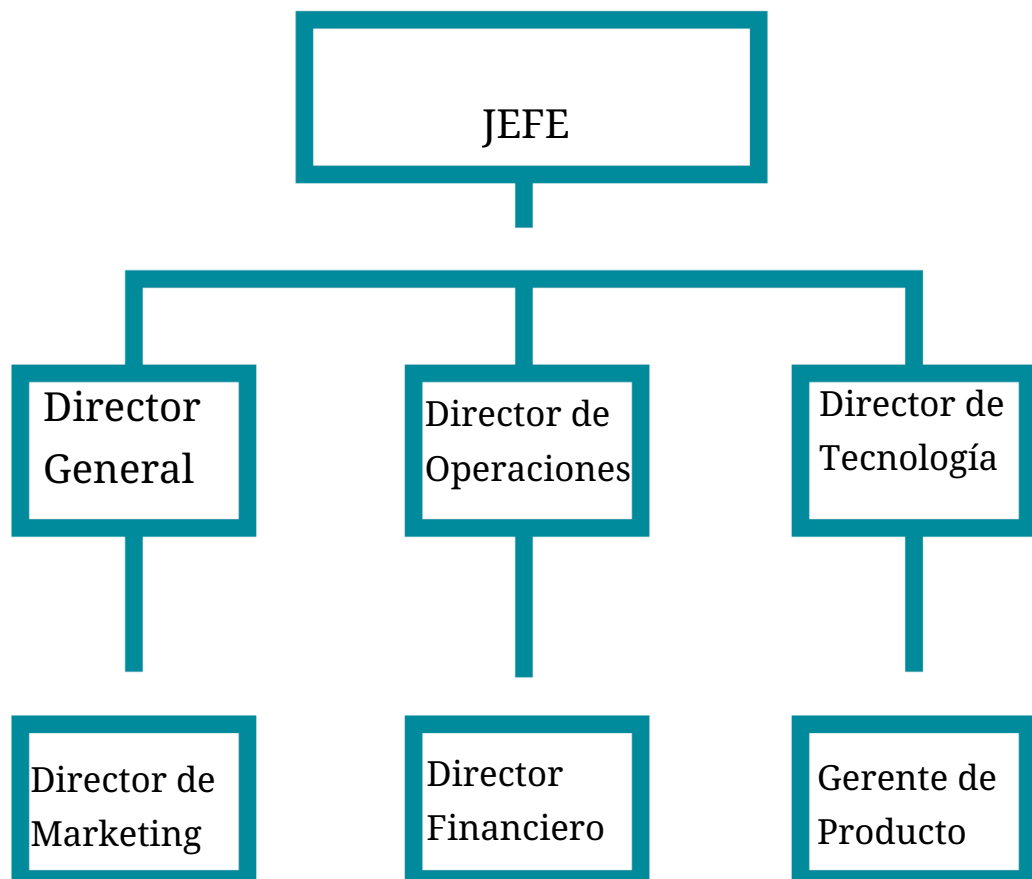 JEFE
Director
General
Director de
Operaciones
Director de
Tecnología
Director de
Marketing
Director
Financiero
Gerente de
Producto